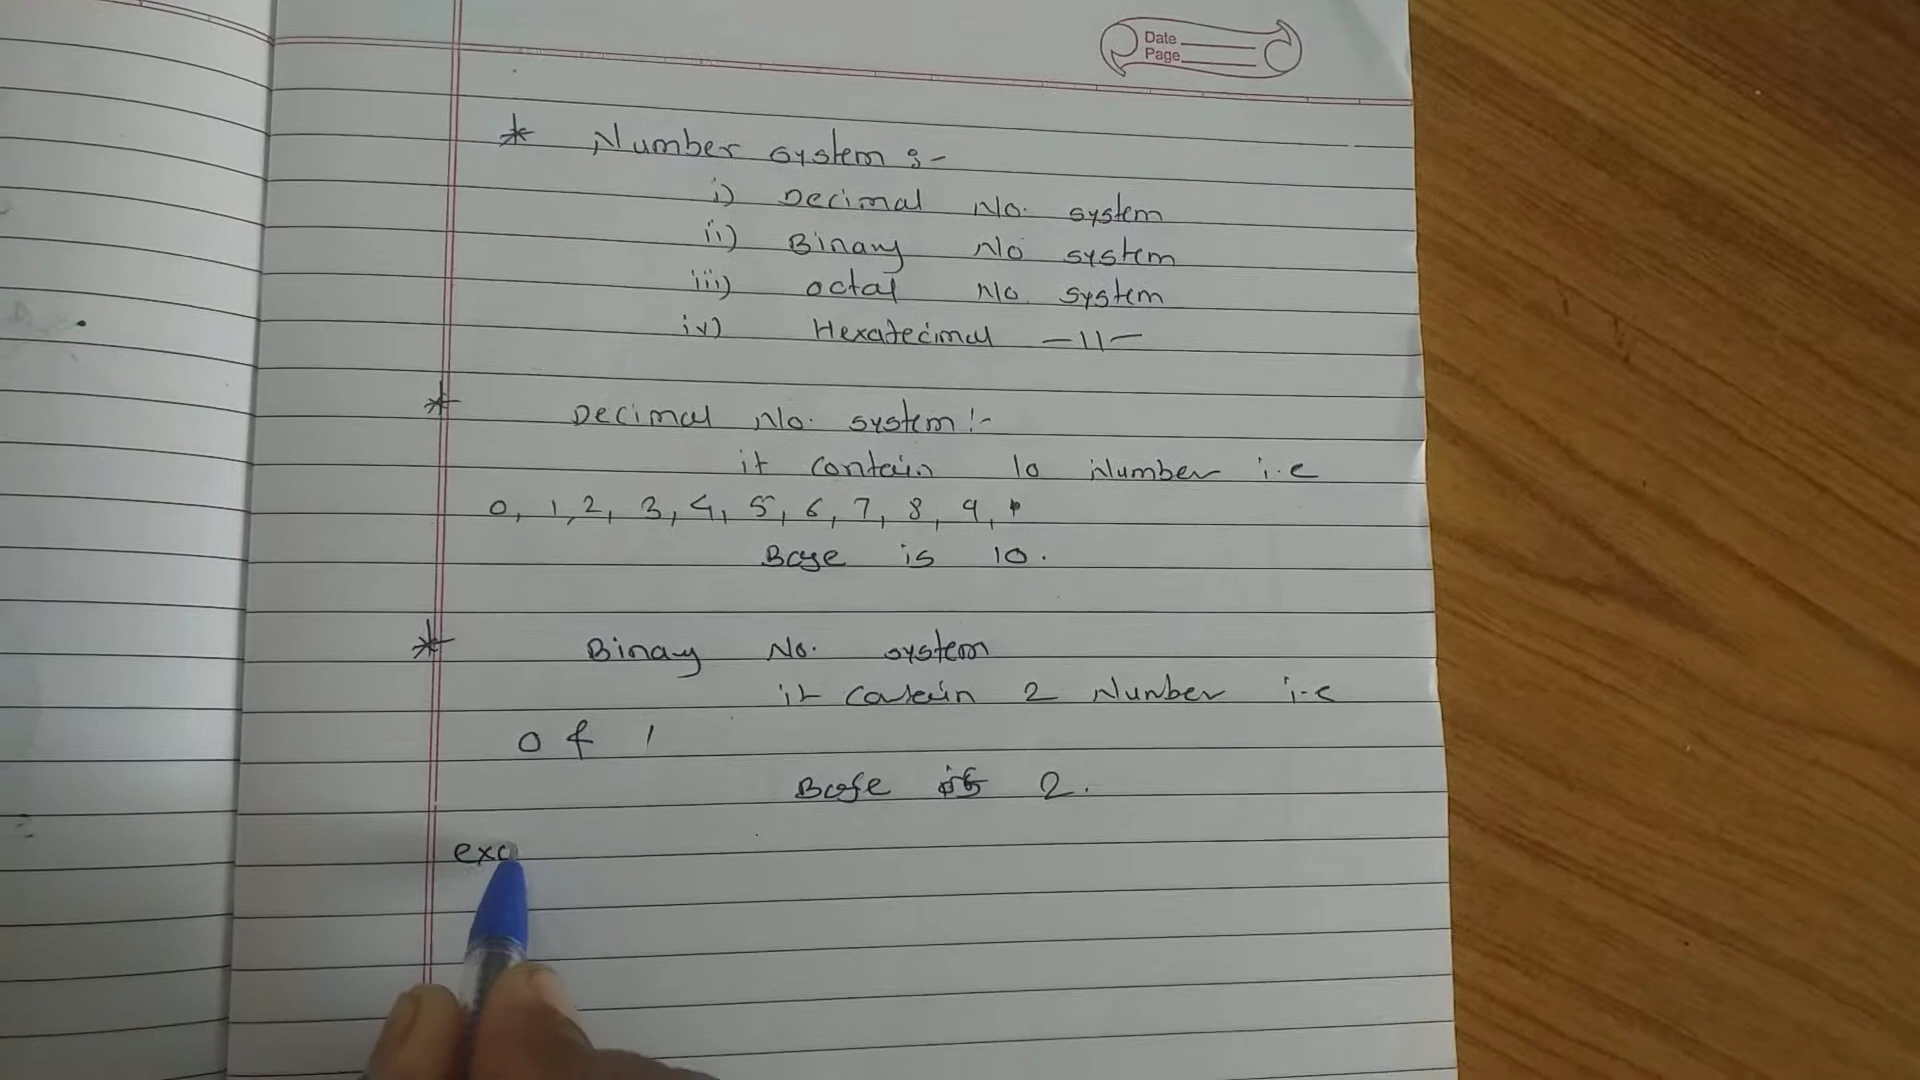 Date
Page
* Number system :-
i) Decimal No. system
ii) Binary No system
iii) octal No. system
iv) Hexadecimal —11—
* Decimal No. system :-
it contain 10 Number i.e
0, 1, 2, 3, 4, 5, 6, 7, 8, 9,
Base is 10.
* Binary No. system
it contain 2 Number i.e
0 & 1
Base is 2.
exa